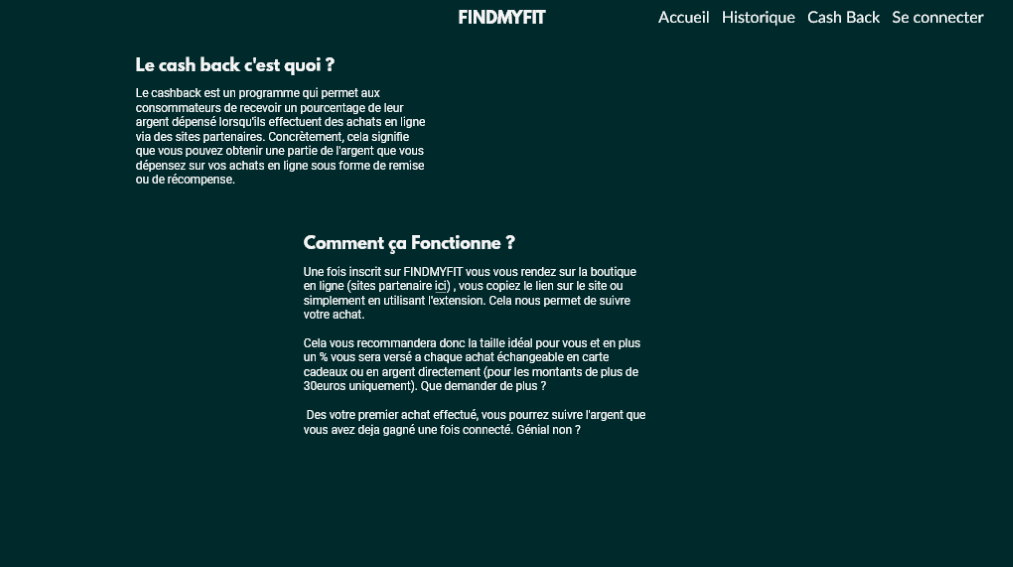 FINDMYFIT
Accueil Historique Cash Back Se connecter
Le cash back c'est quoi ?
Le cashback est un programme qui permet aux
consommateurs de recevoir un pourcentage de leur
argent dépensé lorsqu'ils effectuent des achats en ligne
via des sites partenaires. Concrètement, cela signifie
que vous pouvez obtenir une partie de l'argent que vous
dépensez sur vos achats en ligne sous forme de remise
ou de récompense.
Comment ça Fonctionne ?
Une fois inscrit sur FINDMYFIT vous vous rendez sur la boutique
en ligne (sites partenaire ici) , vous copiez le lien sur le site ou
simplement en utilisant l'extension. Cela nous permet de suivre
votre achat.
Cela vous recommandera donc la taille idéal pour vous et en plus
un % vous sera versé a chaque achat échangeable en carte
cadeaux ou en argent directement (pour les montants de plus de
30euros uniquement). Que demander de plus ?
Des votre premier achat effectué, vous pourrez suivre l'argent que
vous avez deja gagné une fois connecté. Génial non ?